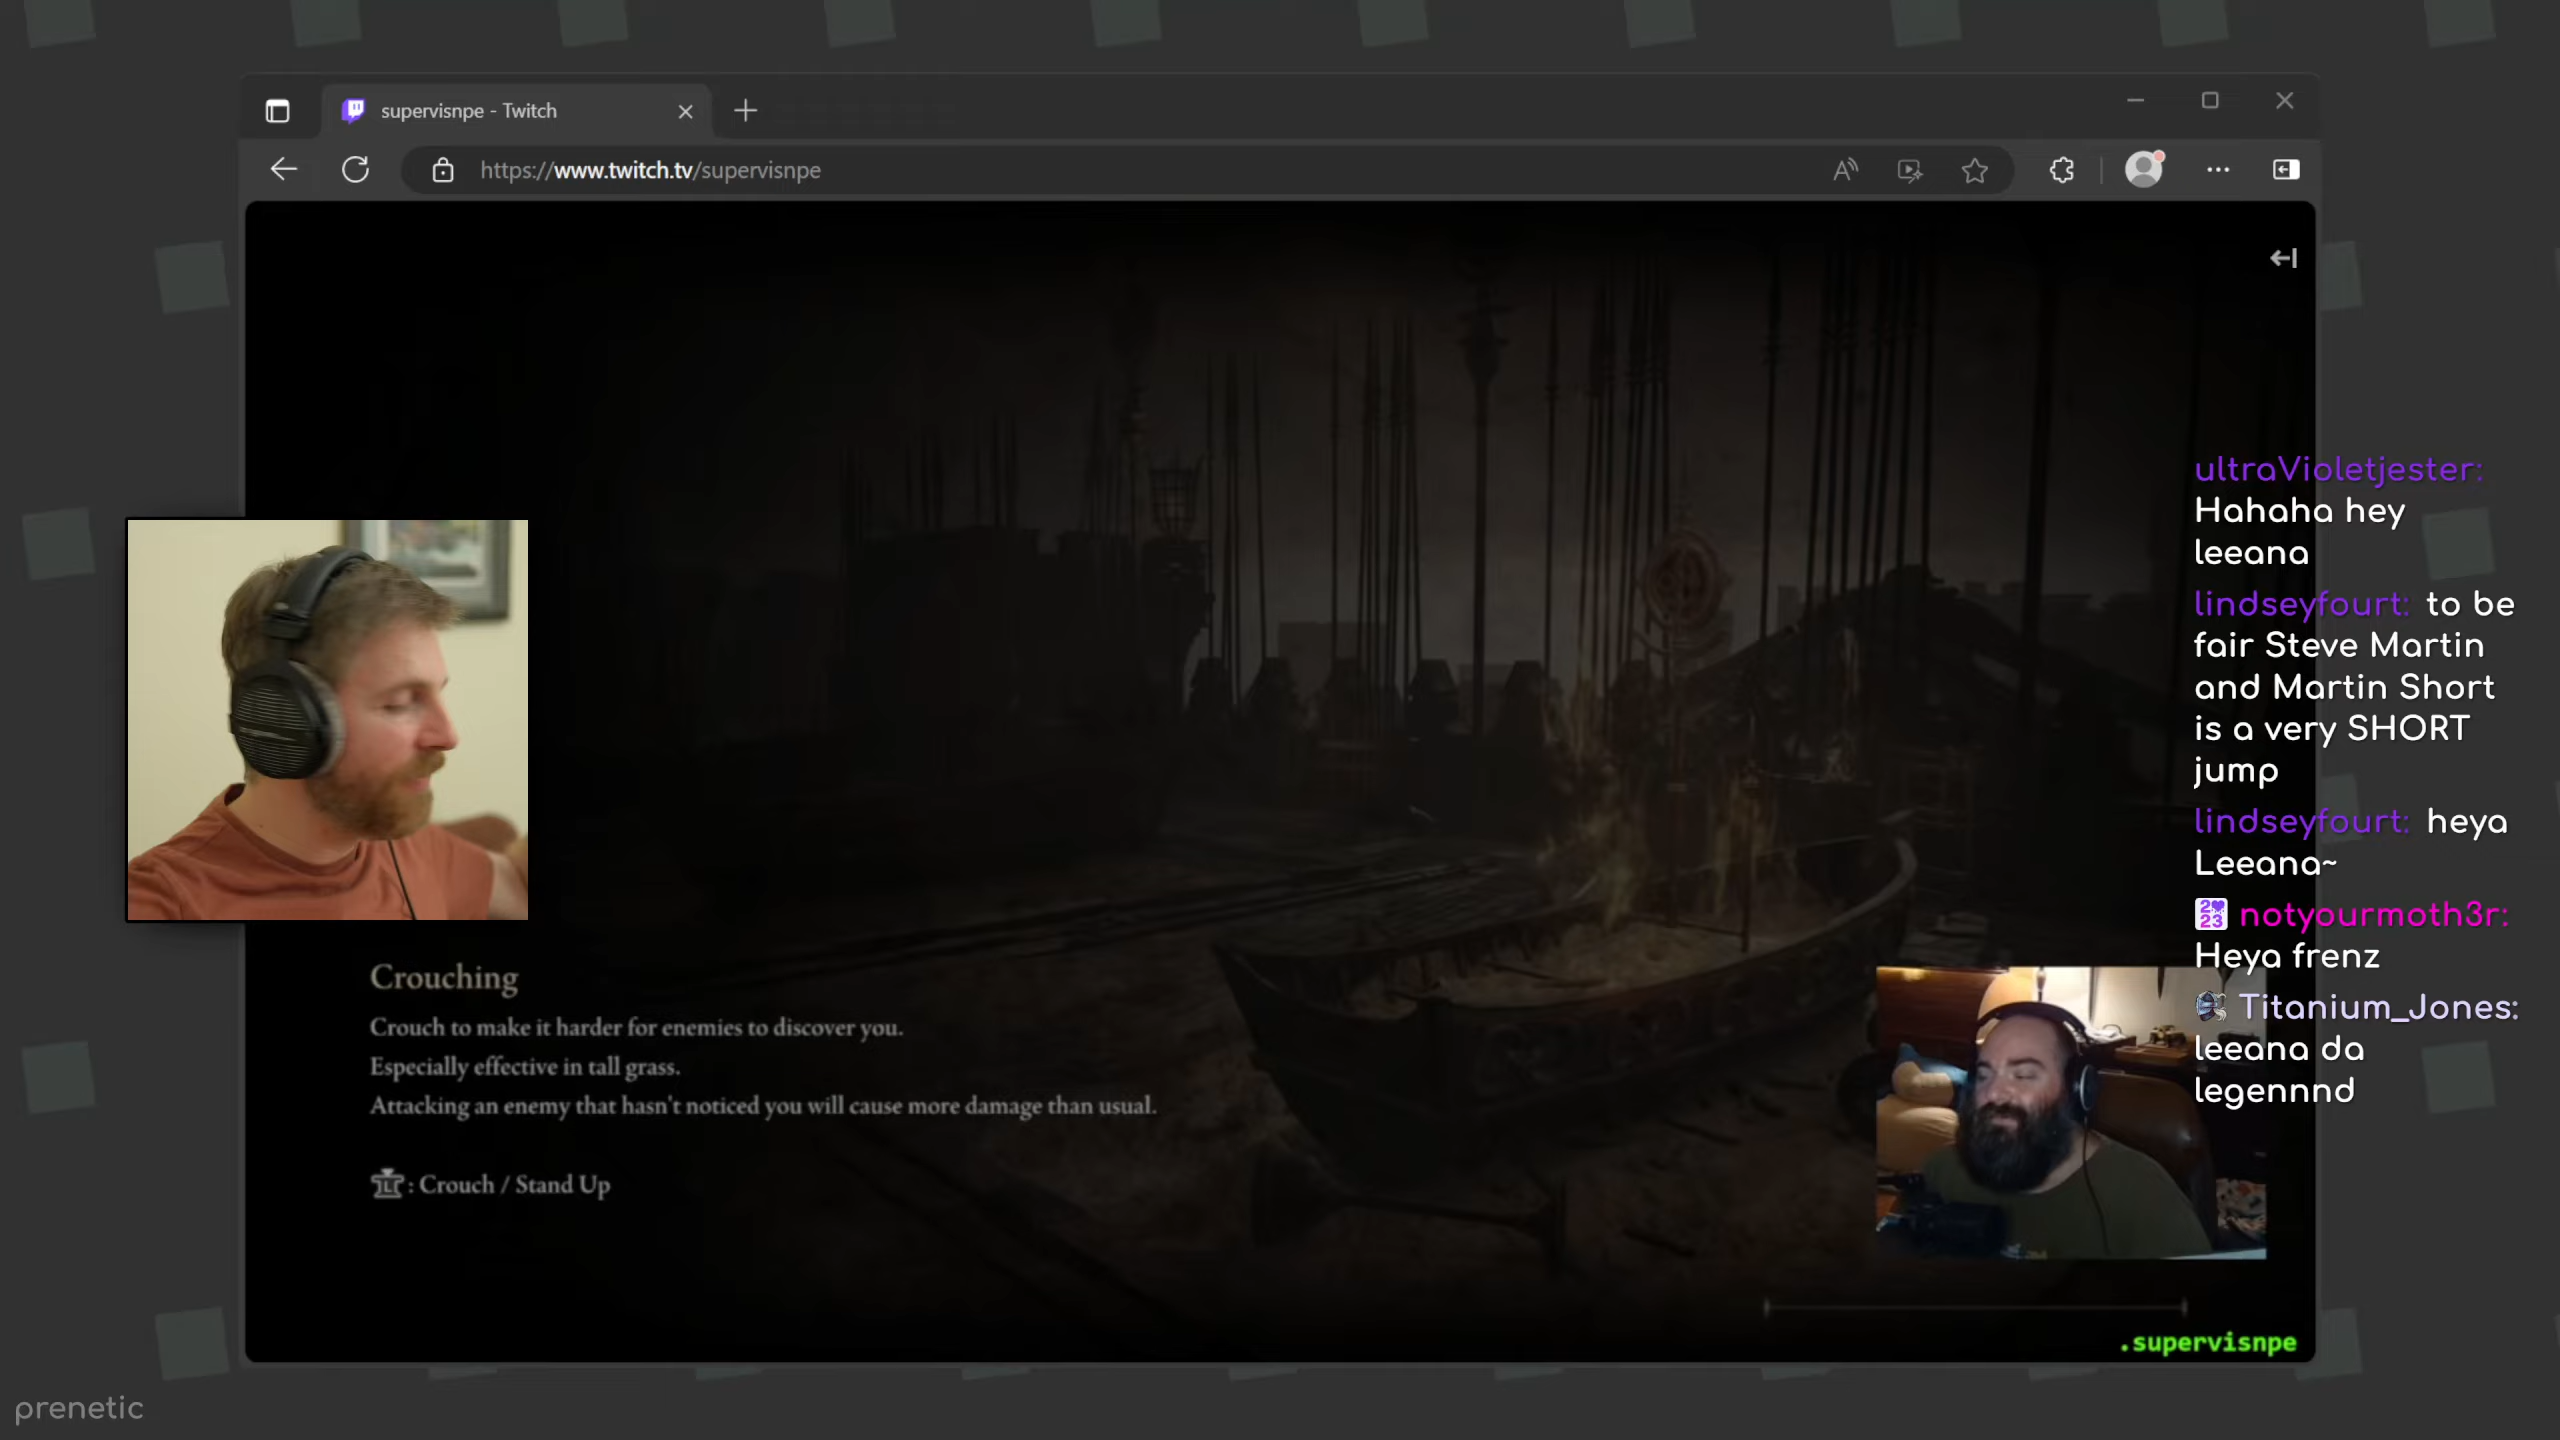 supervisnpe - Twitch
https://www.twitch.tv/supervisnpe
ultraVioletjester:
Hahaha hey
leeana
lindseyfourt: to be
fair Steve Martin
and Martin Short
is a very SHORT
jump
lindseyfourt: heya
Leeana~
2023 notyourmoth3r:
Heya frenz
Titanium_Jones:
leeana da
legennnd
Crouching
Crouch to make it harder for enemies to discover you.
Especially effective in tall grass.
Attacking an enemy that hasn't noticed you will cause more damage than usual.
L: Crouch / Stand Up
.supervisnpe
prenetic